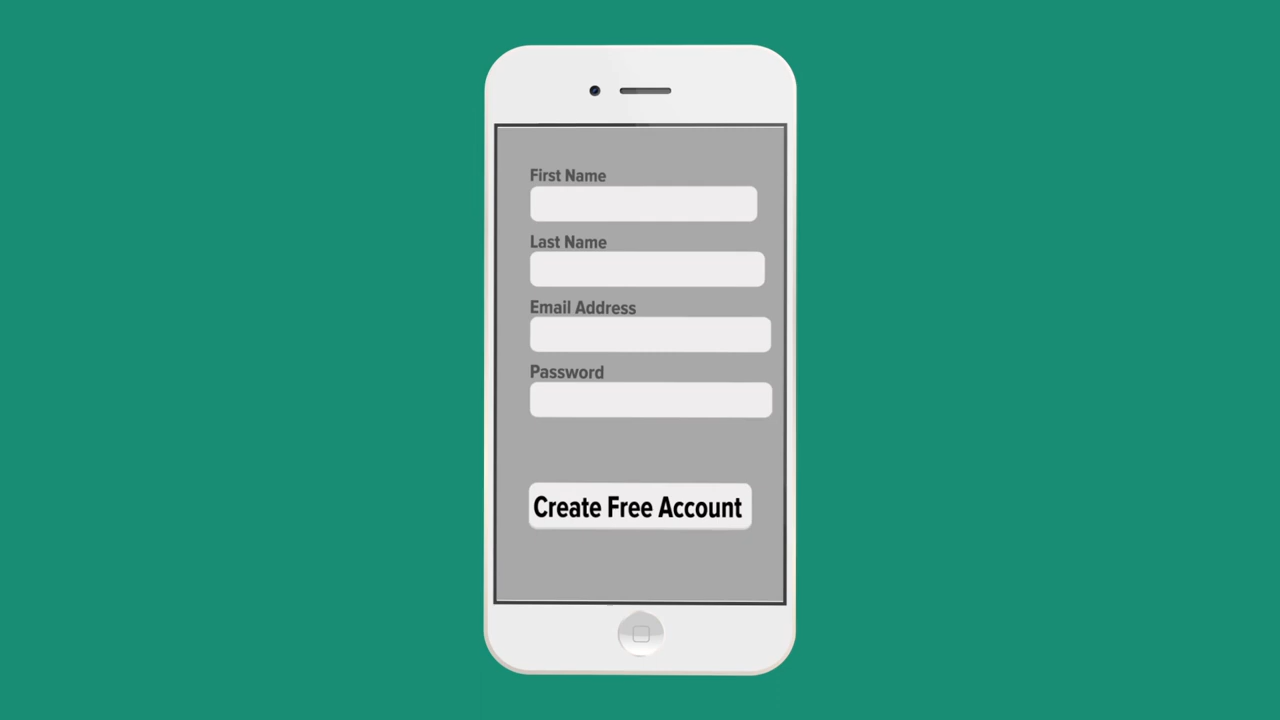 First Name
Last Name
Email Address
Password
Create Free Account